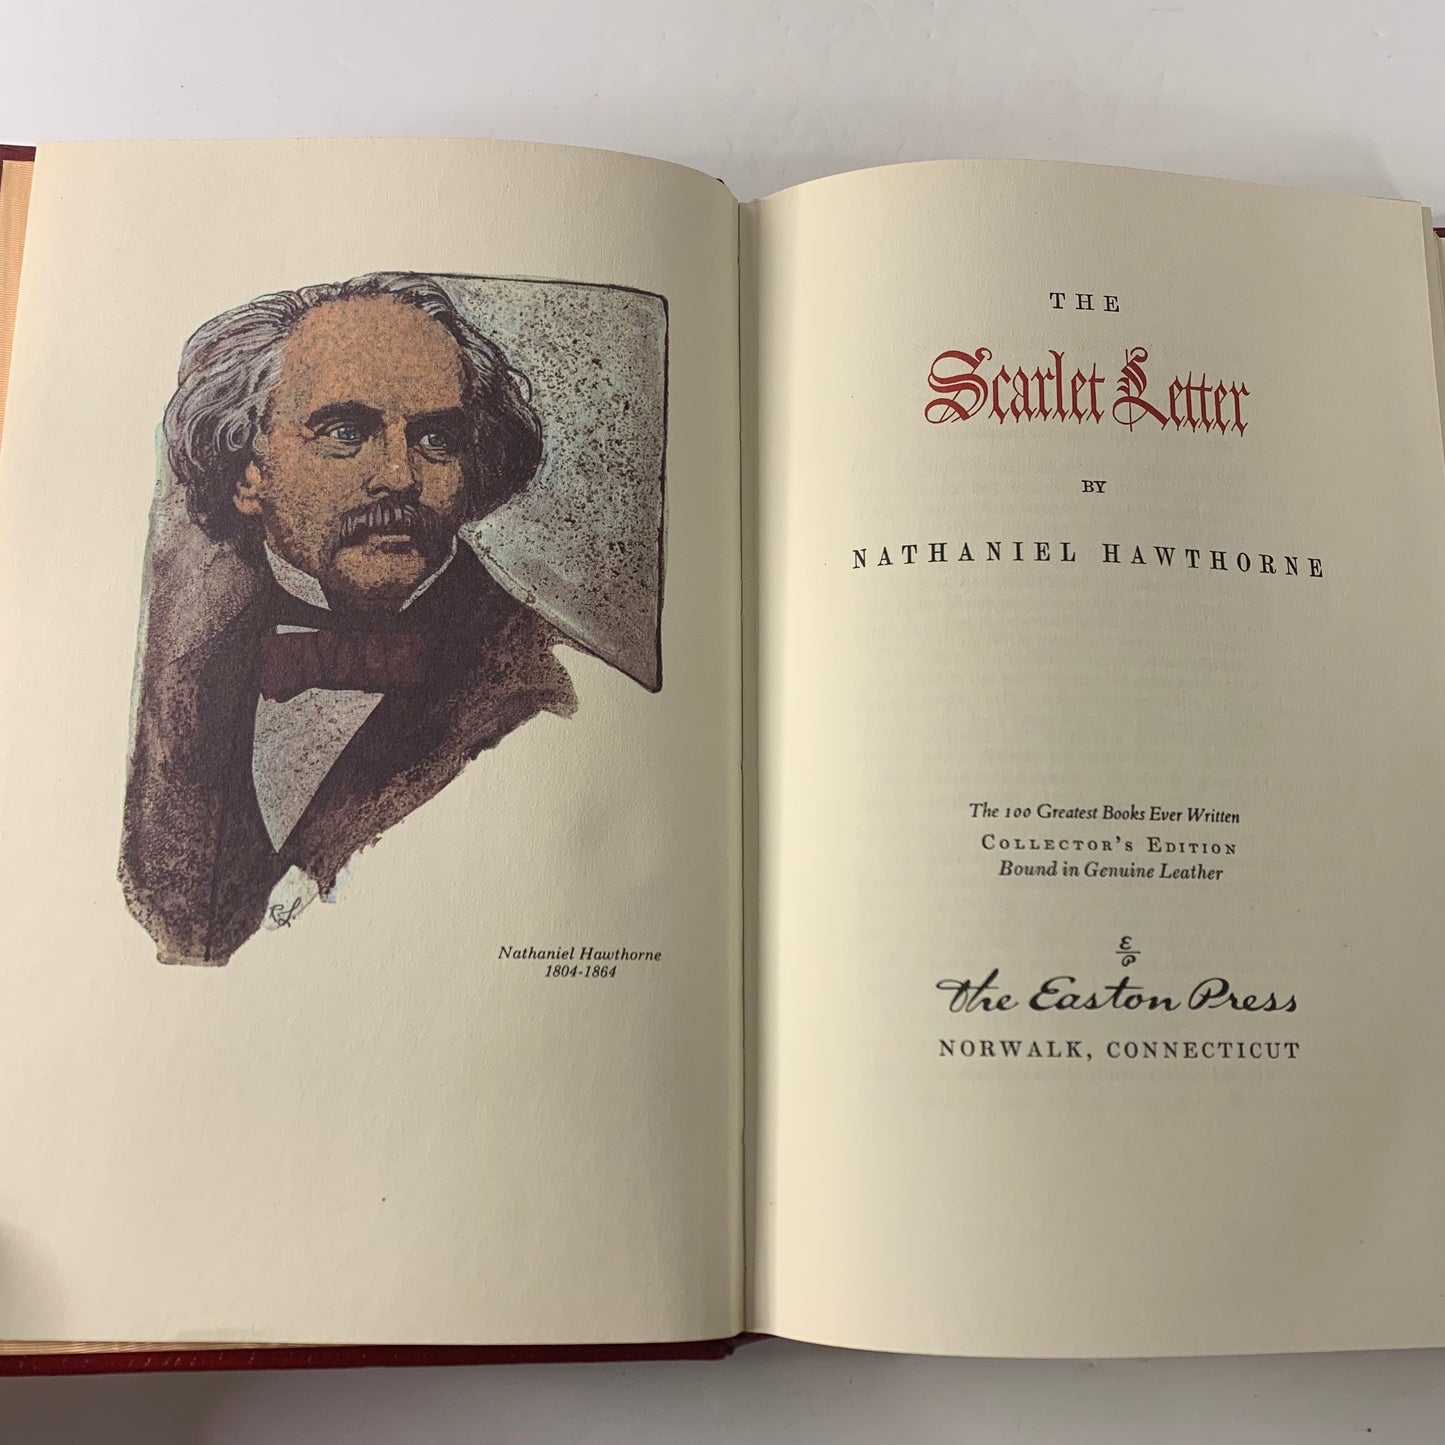 R.L.
Nathaniel Hawthorne
1804-1864
THE
Scarlet Letter
BY
NATHANIEL HAWTHORNE
The 100 Greatest Books Ever Written
COLLECTOR'S EDITION
Bound in Genuine Leather
E
P
The Easton Press
NORWALK, CONNECTICUT